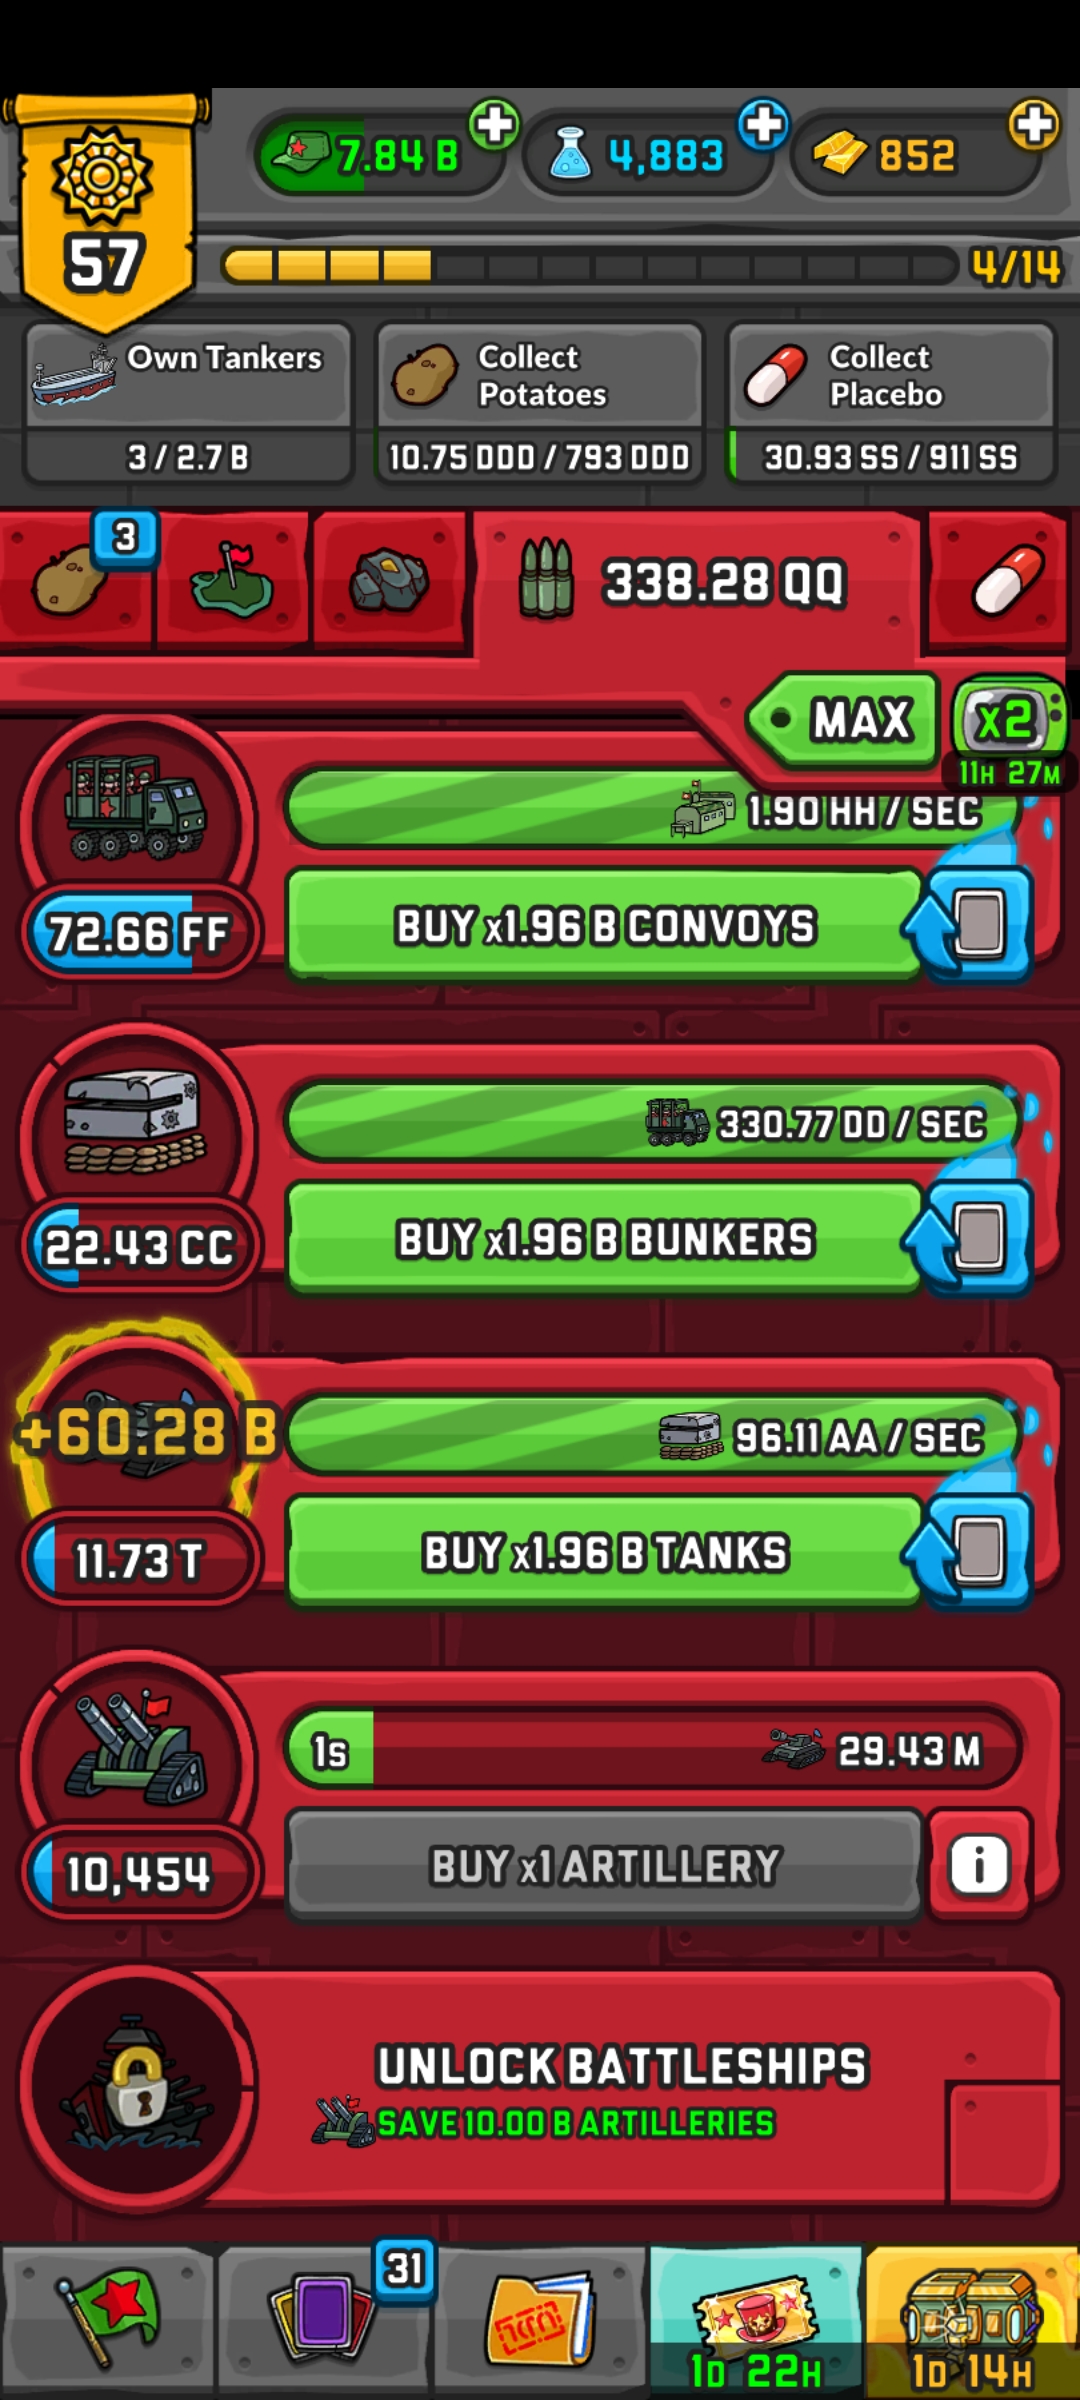 7.84 B
4,883
852
57
4/14
Own Tankers
3 / 2.7 B
Collect
Potatoes
10.75 DDD / 793 DDD
Collect
Placebo
30.93 SS / 911 SS
3
338.28 QQ
MAX
x2
11H 27M
1.90 HH / SEC
72.66 FF
BUY x1.96 B CONVOYS
330.77 DD / SEC
22.43 CC
BUY x1.96 B BUNKERS
+60.28 B
96.11 AA / SEC
11.73 T
BUY x1.96 B TANKS
1s
29.43 M
10,454
BUY x1 ARTILLERY
i
UNLOCK BATTLESHIPS
SAVE 10.00 B ARTILLERIES
31
1D 22H
1D 14H